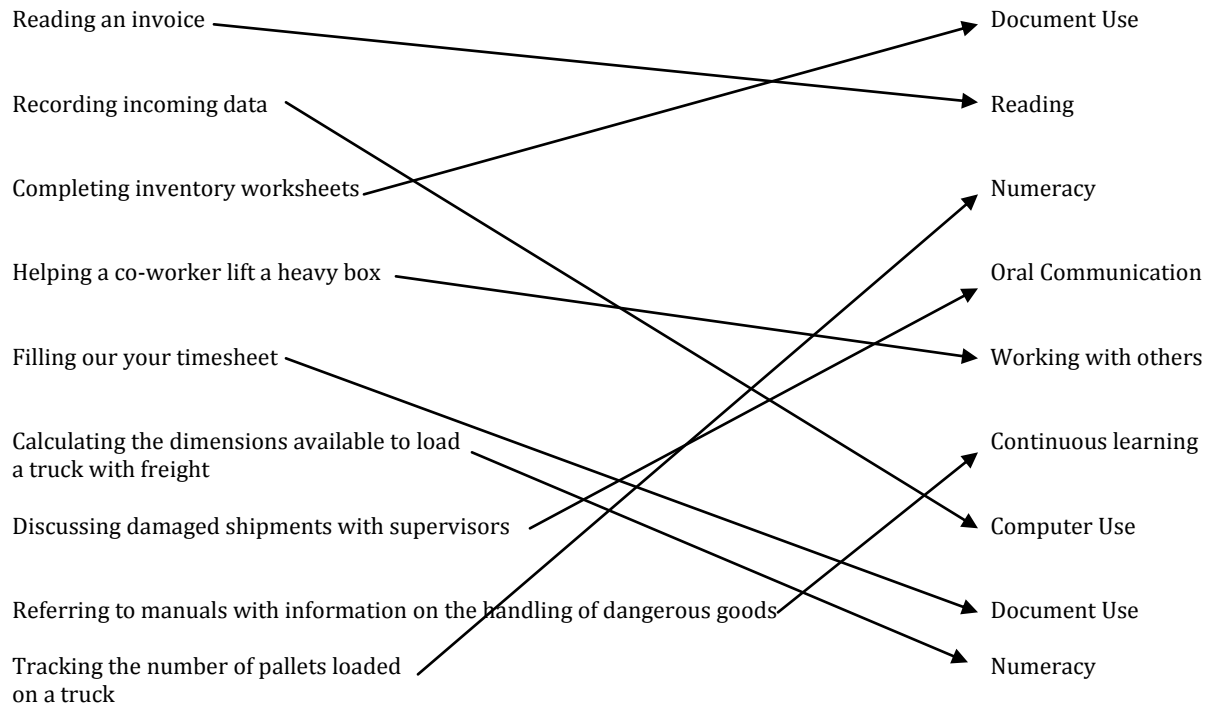 Reading an invoice
Document Use
Recording incoming data
Reading
Completing inventory worksheets
Numeracy
Helping a co-worker lift a heavy box
Oral Communication
Filling our your timesheet
Working with others
Calculating the dimensions available to load
a truck with freight
Continuous learning
Discussing damaged shipments with supervisors
Computer Use
Referring to manuals with information on the handling of dangerous goods
Document Use
Tracking the number of pallets loaded
on a truck
Numeracy